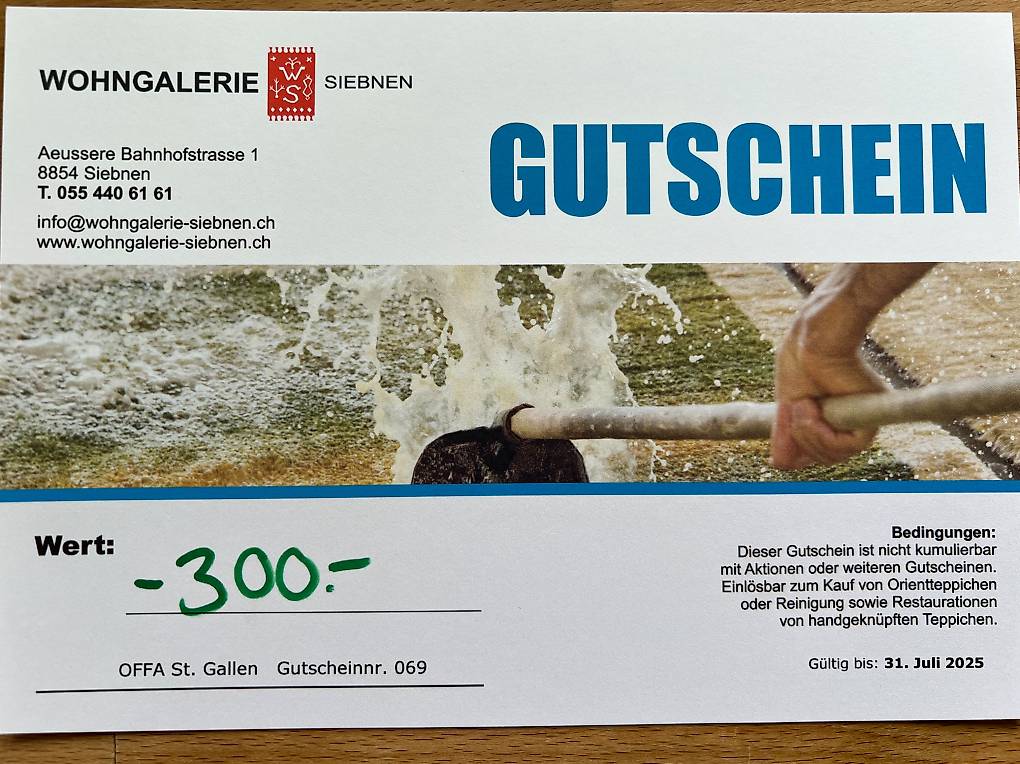 WOHNGALERIE WS SIEBNEN
Aeussere Bahnhofstrasse 1
8854 Siebnen
T. 055 440 61 61
info@wohngalerie-siebnen.ch
www.wohngalerie-siebnen.ch
GUTSCHEIN
Wert:
-300.-
OFFA St. Gallen Gutscheinnr. 069
Bedingungen:
Dieser Gutschein ist nicht kumulierbar
mit Aktionen oder weiteren Gutscheinen.
Einlösbar zum Kauf von Orientteppichen
oder Reinigung sowie Restaurationen
von handgeknüpften Teppichen.
Gültig bis: 31. Juli 2025